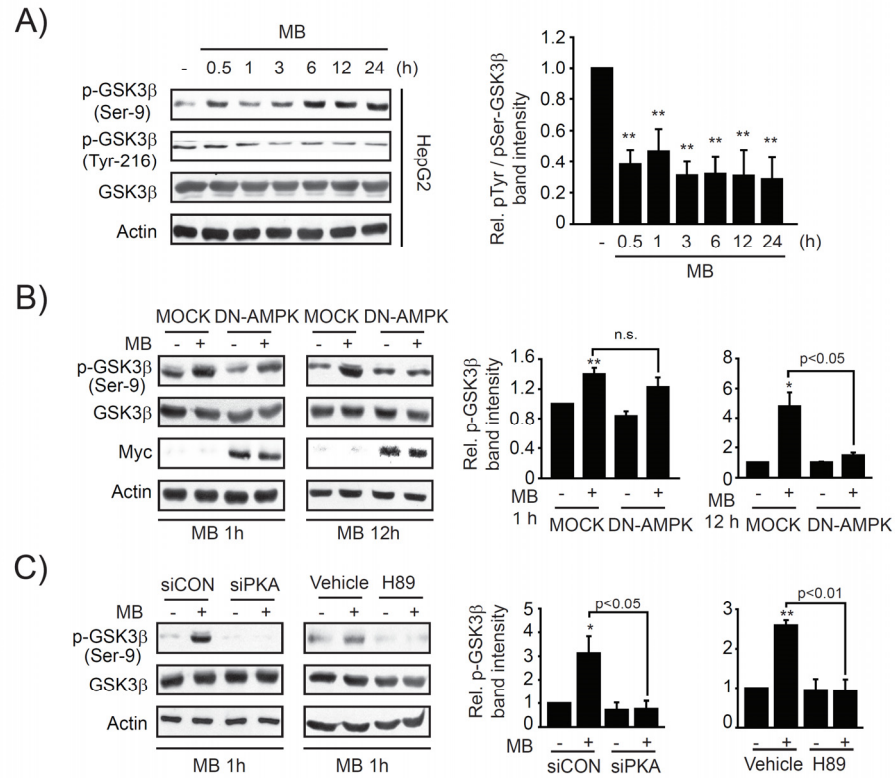 A)
MB
- 0.5 1 3 6 12 24 (h)
p-GSK3β
(Ser-9)
p-GSK3β
(Tyr-216)
GSK3β
Actin
HepG2
Rel. pTyr / pSer-GSK3β
band intensity
1.2
1.0
0.8
0.6
0.4
0.2
0
** ** ** ** ** **
- 0.5 1 3 6 12 24 (h)
MB
B)
MOCK DN-AMPK MOCK DN-AMPK
MB - + - + - + - +
p-GSK3β
(Ser-9)
GSK3β
Myc
Actin
MB 1h MB 12h
Rel. p-GSK3β
band intensity
1.6
1.2
0.8
0.4
0
n.s.
**
MB - + - +
1 h MOCK DN-AMPK
8
6
4
2
0
p<0.05
*
MB - + - +
12 h MOCK DN-AMPK
C)
siCON siPKA Vehicle H89
MB - + - + - + - +
p-GSK3β
(Ser-9)
GSK3β
Actin
MB 1h MB 1h
Rel. p-GSK3β
band intensity
5
4
3
2
1
0
p<0.05
*
MB - + - +
siCON siPKA
3
2
1
0
p<0.01
**
- + - +
Vehicle H89